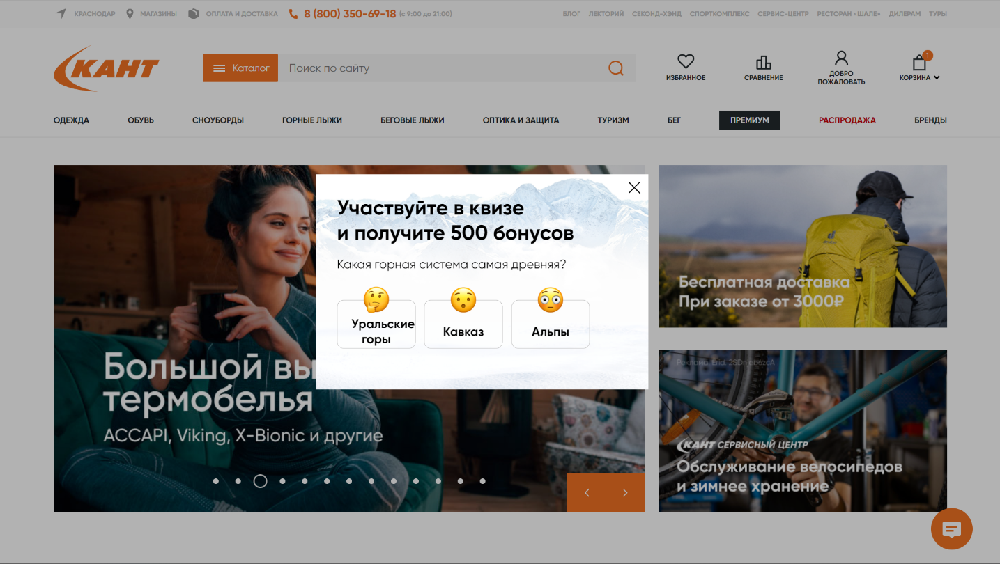 КРАСНОДАР
МАГАЗИНЫ
ОПЛАТА И ДОСТАВКА
8 (800) 350-69-18 (с 9:00 до 21:00)
БЛОГ
ЛЕКТОРИЙ
СЕКОНД-ХЭНД
СПОРТКОМПЛЕКС
СЕРВИС-ЦЕНТР
РЕСТОРАН «ШАЛЕ»
ДИЛЕРАМ
ТУРЫ
КАНТ
Каталог
Поиск по сайту
ИЗБРАННОЕ
СРАВНЕНИЕ
ДОБРО
ПОЖАЛОВАТЬ
1
КОРЗИНА
ОДЕЖДА
ОБУВЬ
СНОУБОРДЫ
ГОРНЫЕ ЛЫЖИ
БЕГОВЫЕ ЛЫЖИ
ОПТИКА И ЗАЩИТА
ТУРИЗМ
БЕГ
ПРЕМИУМ
РАСПРОДАЖА
БРЕНДЫ
Участвуйте в квизе
и получите 500 бонусов
Какая горная система самая древняя?
Уральские
горы
Кавказ
Альпы
Большой вы
термобелья
ACCAPI, Viking, X-Bionic и другие
deuter
Бесплатная доставка
При заказе от 3000₽
Реклама. Erid. 2SDnjebozcA
КАНТ СЕРВИСНЫЙ ЦЕНТР
Обслуживание велосипедов
и зимнее хранение